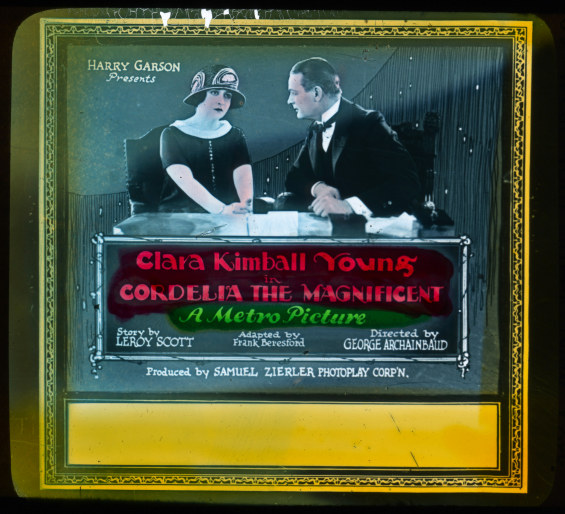 HARRY GARSON
Presents
Clara Kimball Young
in
CORDELIA THE MAGNIFICENT
A Metro Picture
Story by
LEROY SCOTT
Adapted by
Frank Beresford
Directed by
GEORGE ARCHAINBAUD
Produced by SAMUEL ZIERLER PHOTOPLAY CORP'N.